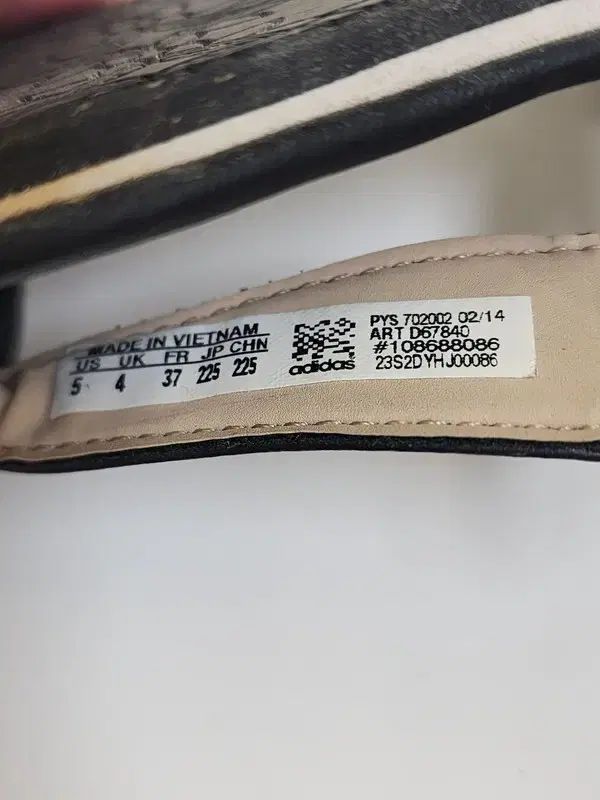 MADE IN VIETNAM
US UK FR JP CHN
5 4 37 225 225
adidas
PYS 702002 02/14
ART D67840
#108688086
23S2DYHJ00086